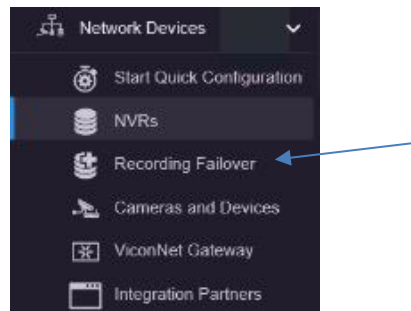 Network Devices
Start Quick Configuration
NVRs
Recording Failover
Cameras and Devices
ViconNet Gateway
Integration Partners